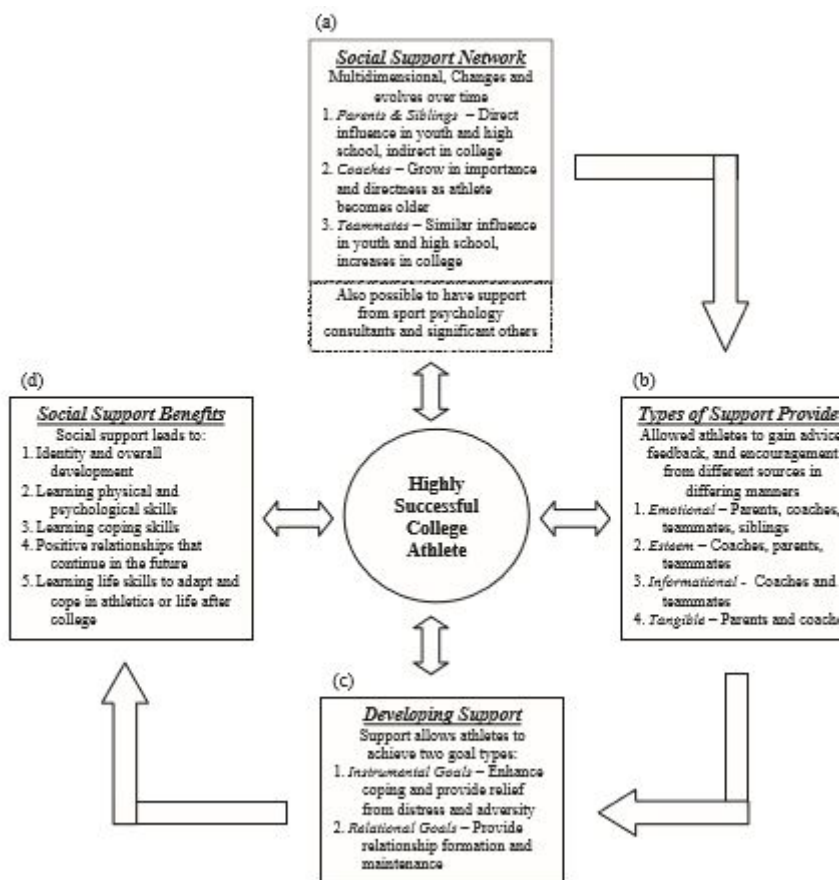 (a)
Social Support Network
Multidimensional, Changes and
evolves over time
1. Parents & Siblings – Direct
influence in youth and high
school, indirect in college
2. Coaches – Grow in importance
and directness as athlete
becomes older
3. Teammates – Similar influence
in youth and high school,
increases in college
Also possible to have support
from sport psychology
consultants and significant others
(b)
Types of Support Provide
Allowed athletes to gain advice
feedback, and encouragement
from different sources in
differing manners
1. Emotional – Parents, coaches,
teammates, siblings
2. Esteem – Coaches, parents,
teammates
3. Informational - Coaches and
teammates
4. Tangible – Parents and coache
Highly
Successful
College
Athlete
(c)
Developing Support
Support allows athletes to
achieve two goal types:
1. Instrumental Goals – Enhance
coping and provide relief
from distress and adversity
2. Relational Goals – Provide
relationship formation and
maintenance
(d)
Social Support Benefits
Social support leads to:
1. Identity and overall
development
2. Learning physical and
psychological skills
3. Learning coping skills
4. Positive relationships that
continue in the future
5. Learning life skills to adapt and
cope in athletics or life after
college